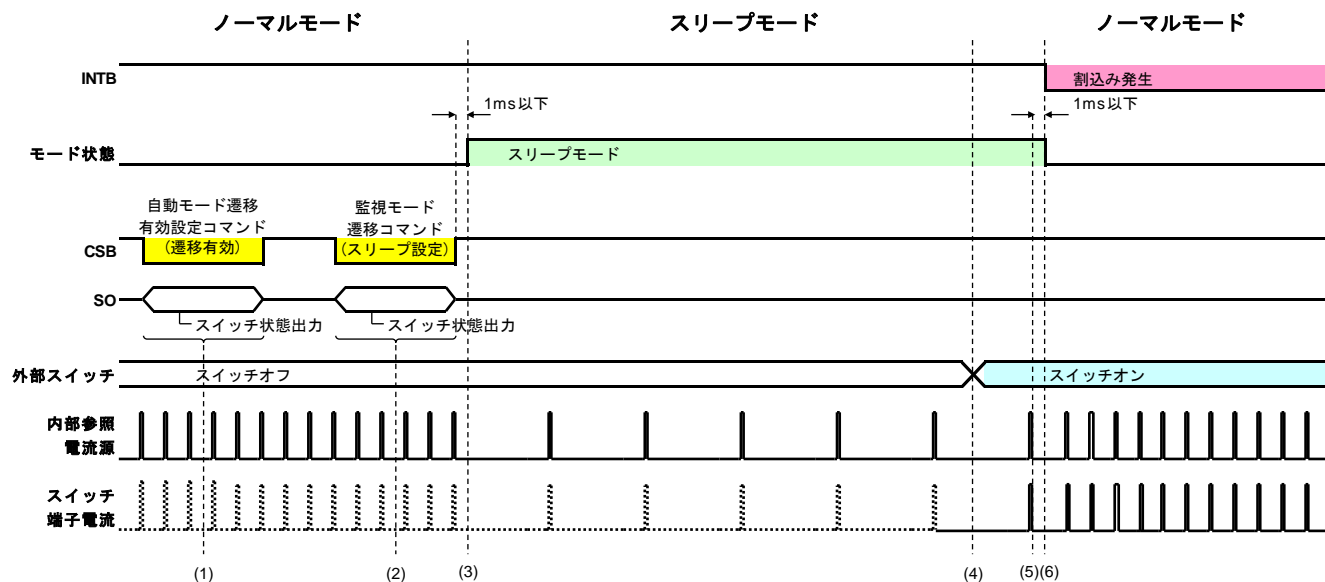 ノーマルモード
スリープモード
ノーマルモード
INTB
割込み発生
1ms以下
1ms以下
モード状態
スリープモード
自動モード遷移
有効設定コマンド
(遷移有効)
監視モード
遷移コマンド
(スリープ設定)
CSB
SO
スイッチ状態出力
スイッチ状態出力
外部スイッチ
スイッチオフ
スイッチオン
内部参照
電流源
スイッチ
端子電流
(1)
(2)
(3)
(4)
(5)
(6)